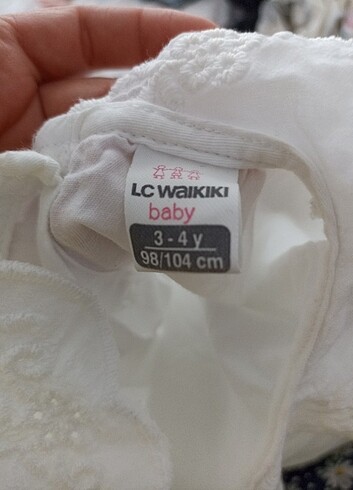 LC WAIKIKI
baby
3 - 4 y
98/104 cm